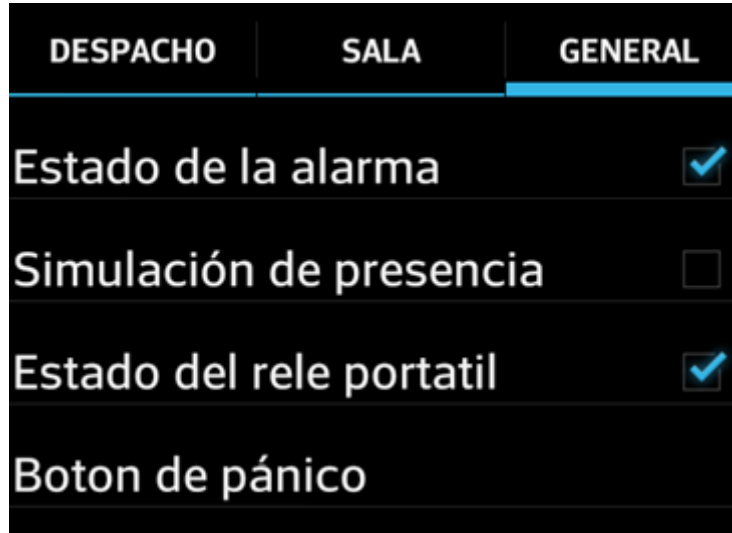 DESPACHO SALA GENERAL
Estado de la alarma
Simulación de presencia
Estado del rele portatil
Boton de pánico